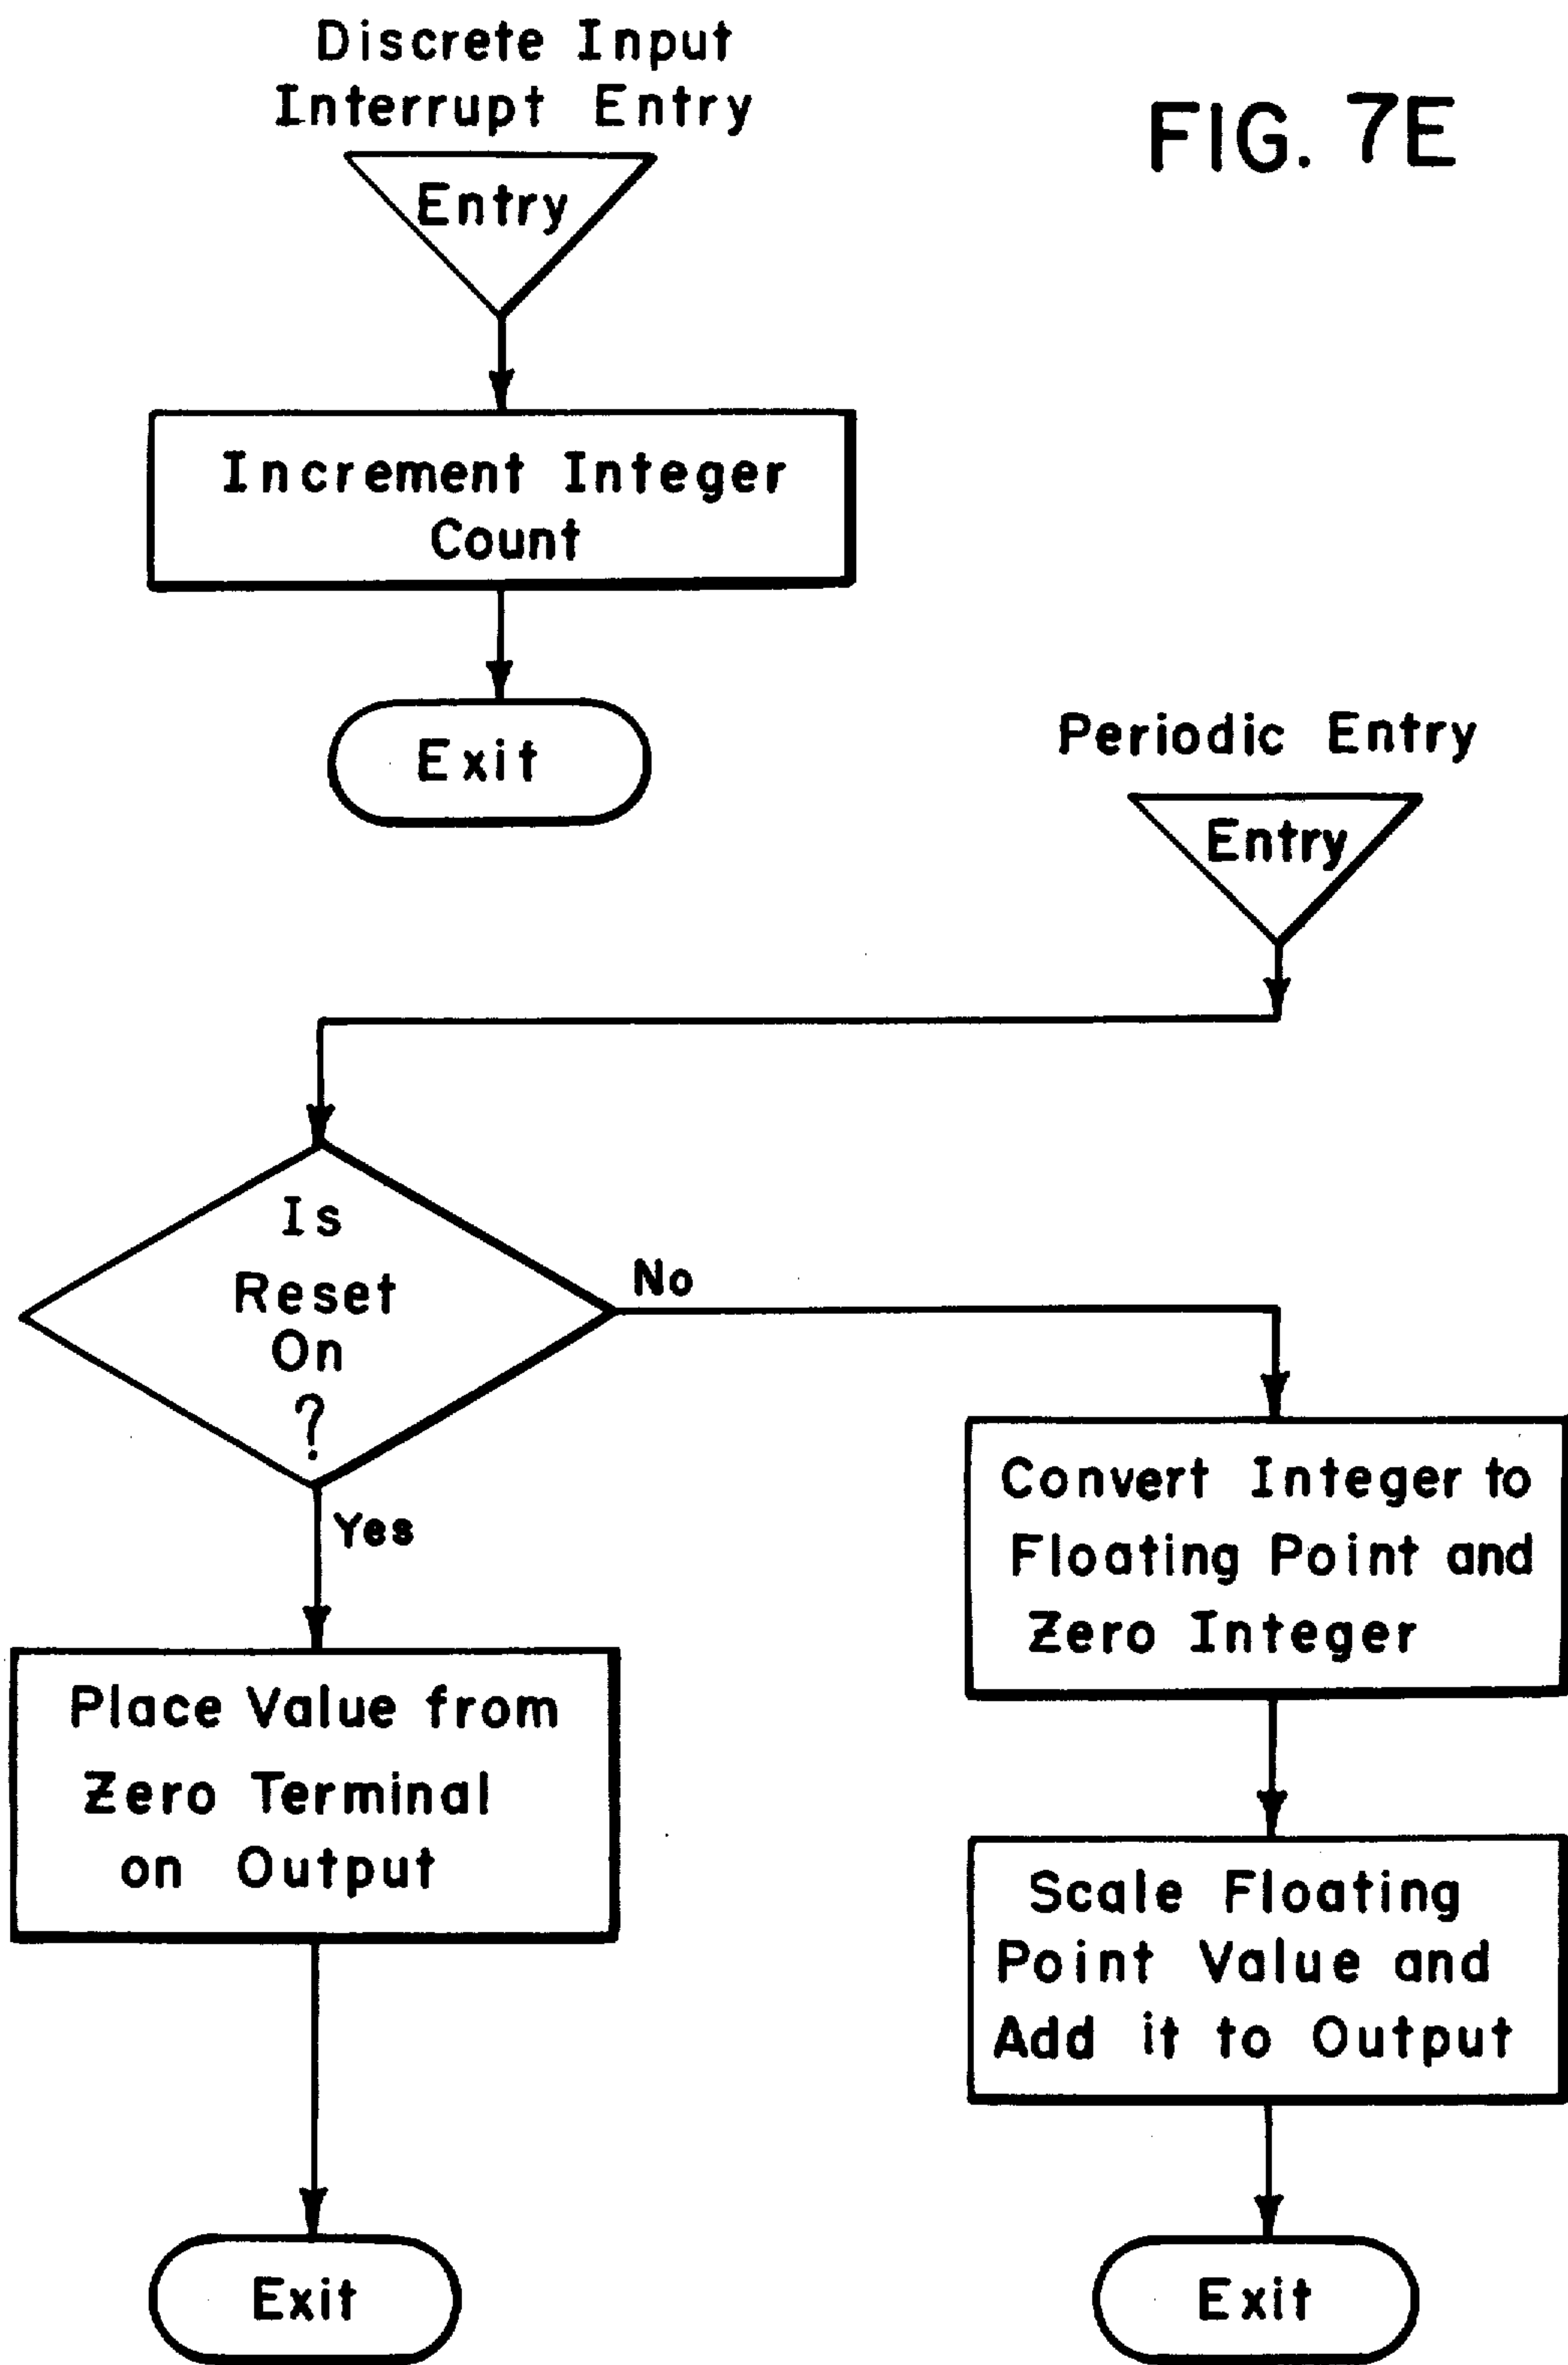 Discrete Input
Interrupt Entry
FIG. 7E
Entry
Increment Integer
Count
Exit
Periodic Entry
Entry
Is
Reset
On
?
No
Yes
Convert Integer to
Floating Point and
Zero Integer
Place Value from
Zero Terminal
on Output
Scale Floating
Point Value and
Add it to Output
Exit
Exit